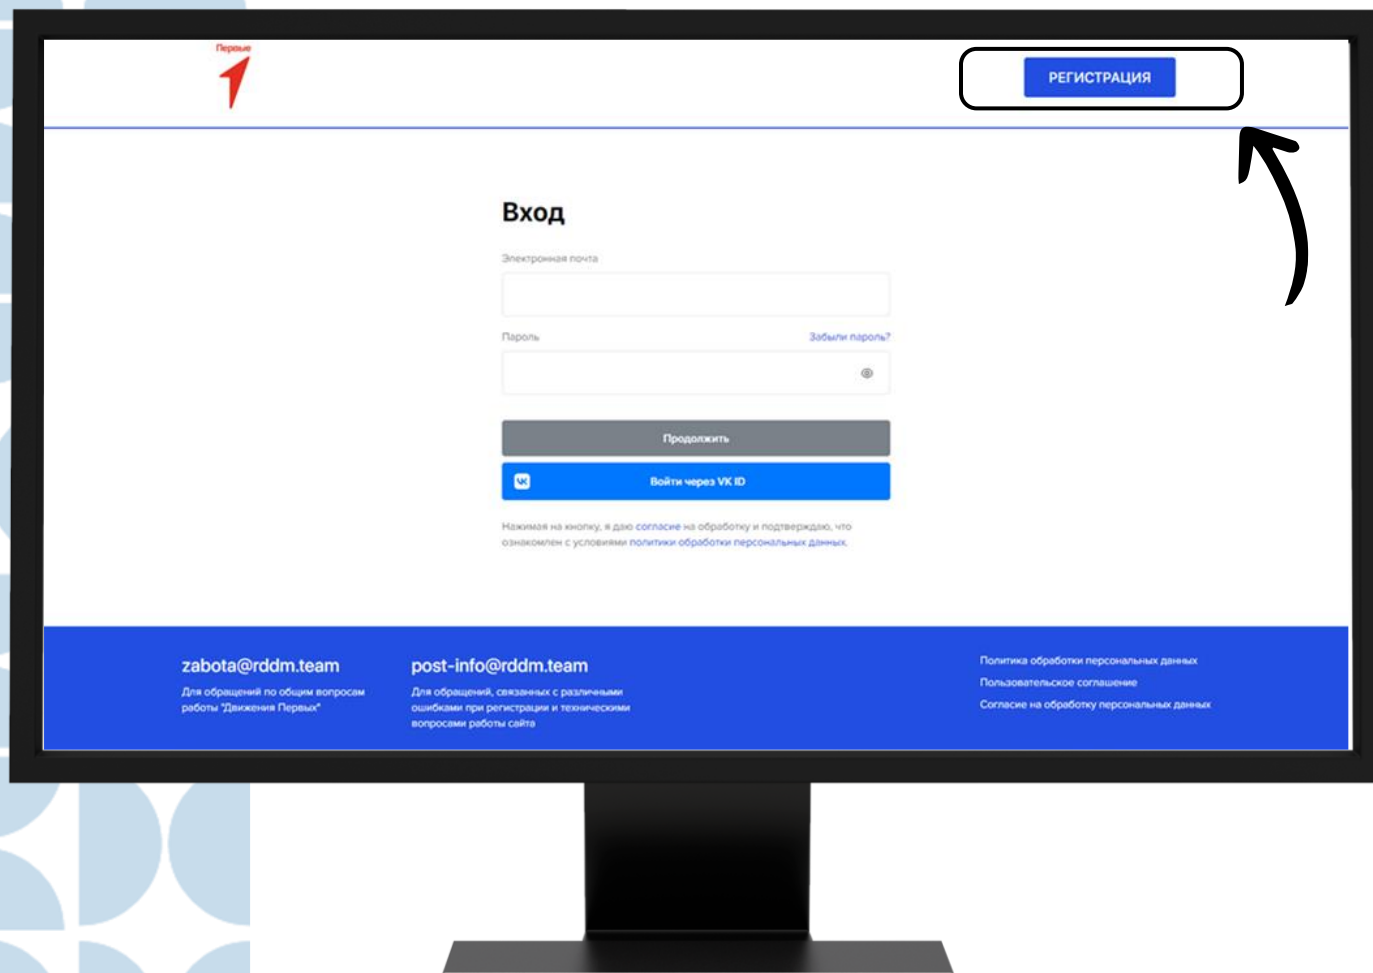 Первые
РЕГИСТРАЦИЯ
Вход
Электронная почта
Пароль
Забыли пароль?
Продолжить
Войти через VK ID
Нажимая на кнопку, я даю согласие на обработку и подтверждаю, что
ознакомлен с условиями политики обработки персональных данных.
zabota@rddm.team
Для обращений по общим вопросам
работы "Движения Первых"
post-info@rddm.team
Для обращений, связанных с различными
ошибками при регистрации и техническими
вопросами работы сайта
Политика обработки персональных данных
Пользовательское соглашение
Согласие на обработку персональных данных